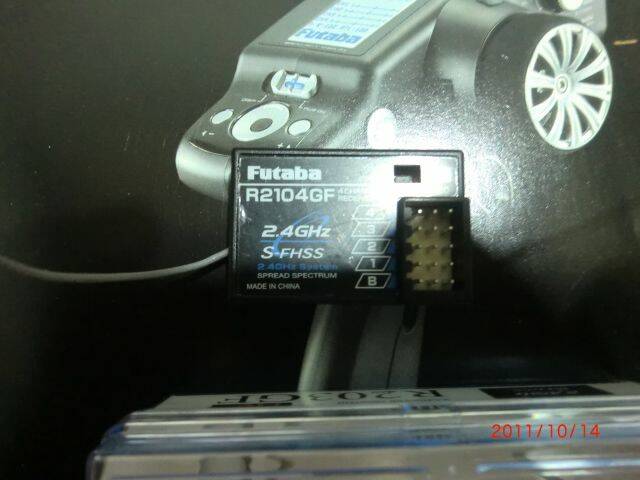 Futaba
Futaba
R2104GF
2.4GHz
S-FHSS
2.4GHz System
SPREAD SPECTRUM
MADE IN CHINA
4
3
2
1
B
R203GF
2011/10/14